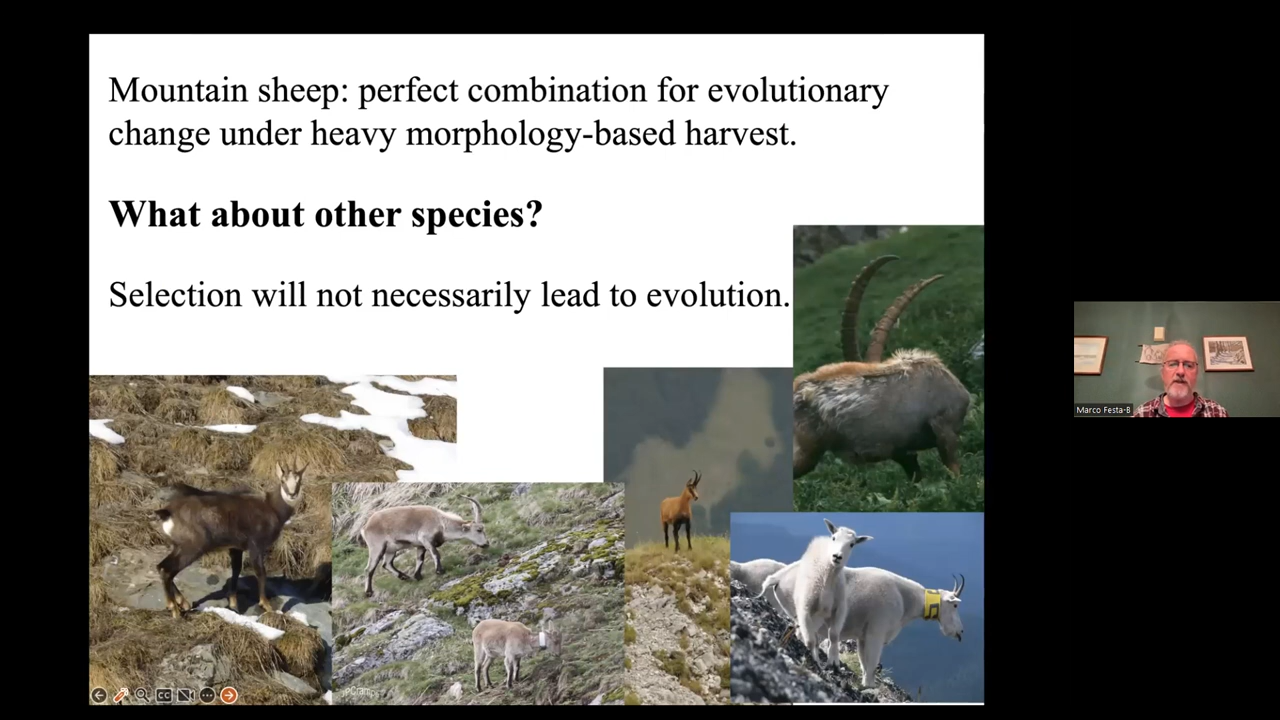 Mountain sheep: perfect combination for evolutionary
change under heavy morphology-based harvest.
What about other species?
Selection will not necessarily lead to evolution.
Marco Festa-B
CC